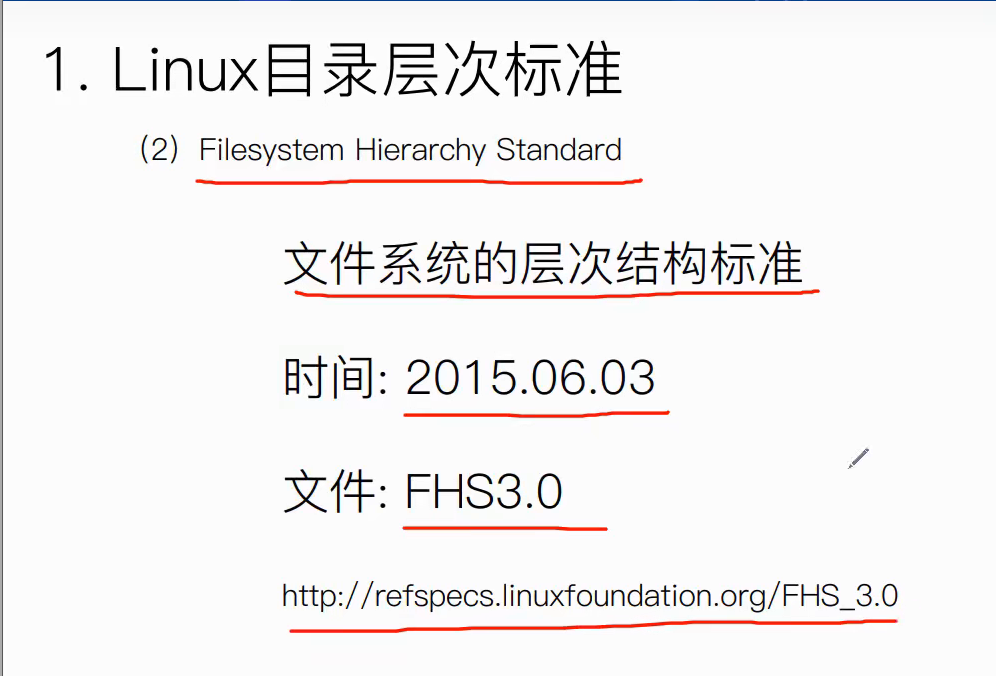 1. Linux目录层次标准
（2）Filesystem Hierarchy Standard
文件系统的层次结构标准
时间: 2015.06.03
文件: FHS3.0
http://refspecs.linuxfoundation.org/FHS_3.0